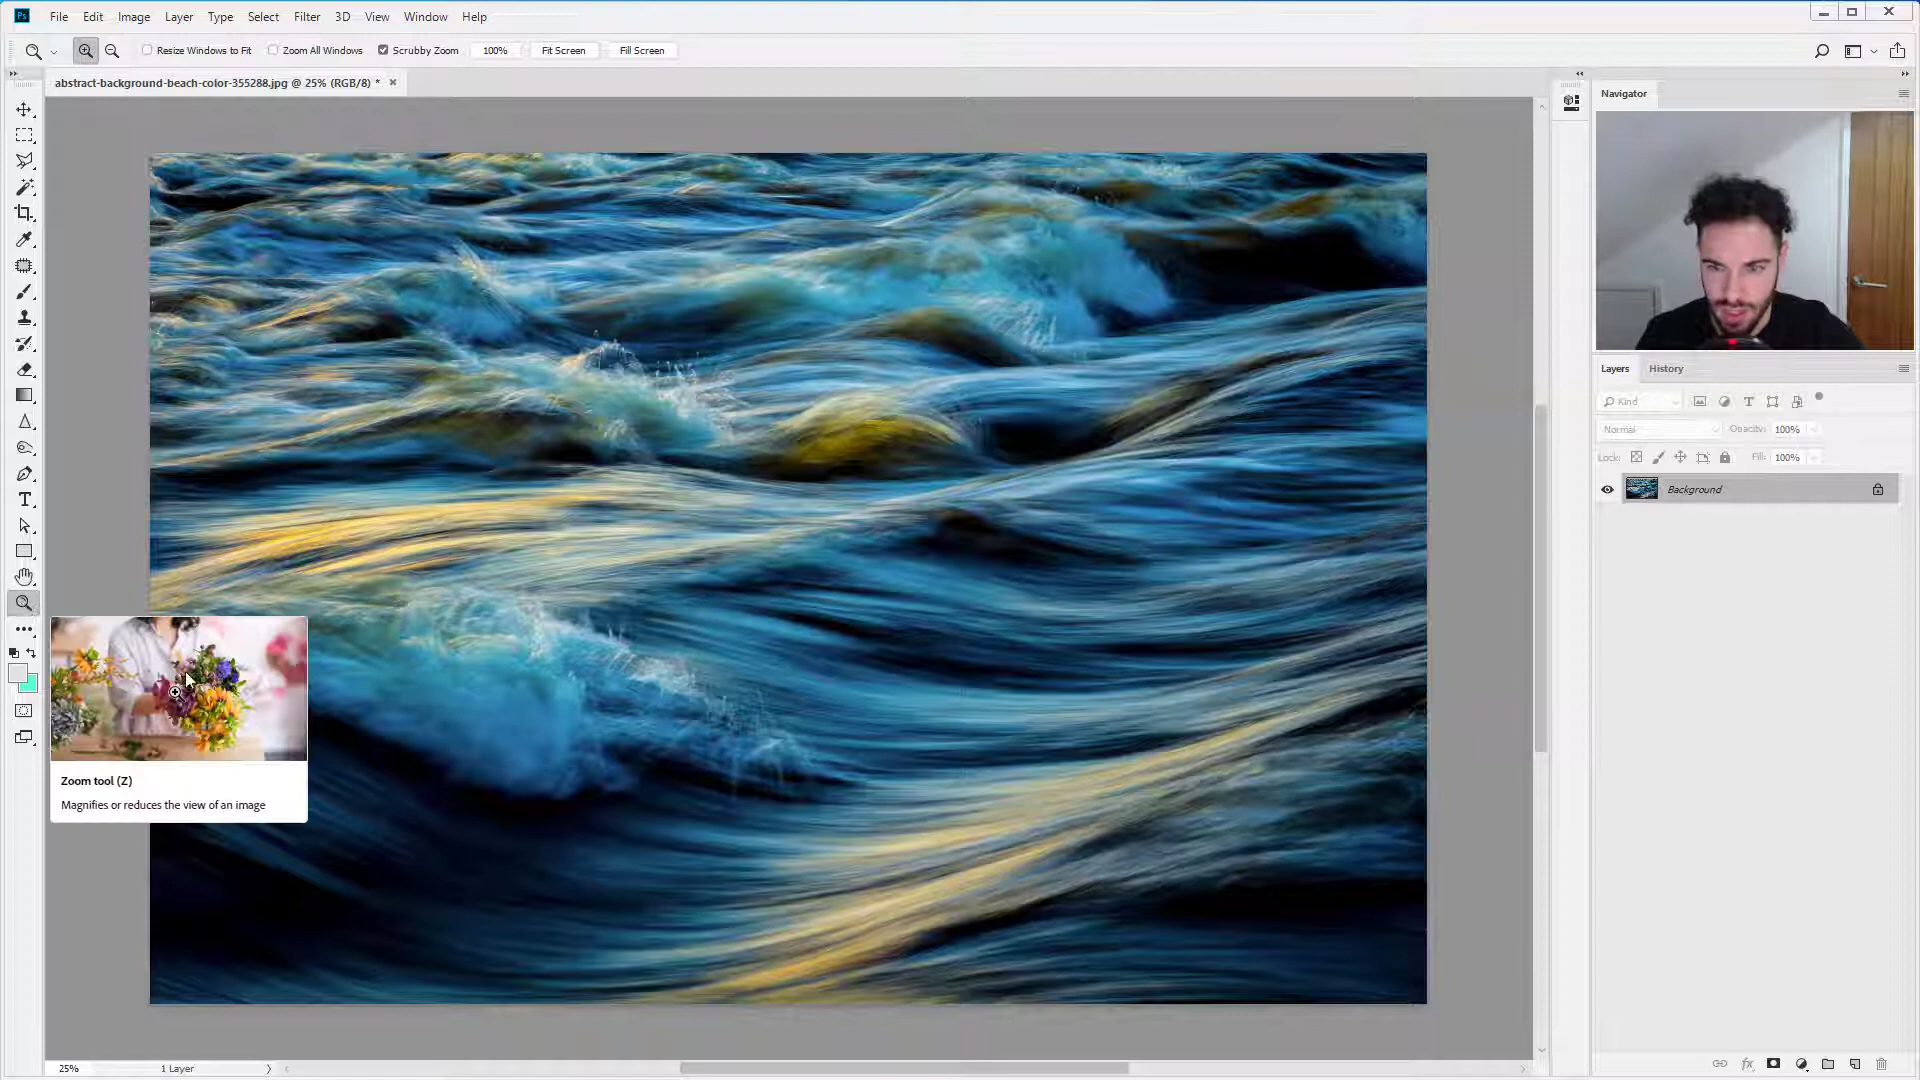 Ps File Edit Image Layer Type Select Filter 3D View Window Help
Resize Windows to Fit Zoom All Windows Scrubby Zoom 100% Fit Screen Fill Screen
abstract-background-beach-color-355288.jpg @ 25% (RGB/8) *
Navigator
Layers History
Kind
Normal Opacity: 100%
Lock: Fill: 100%
Background
Zoom tool (Z)
Magnifies or reduces the view of an image
25% 1 Layer
fx